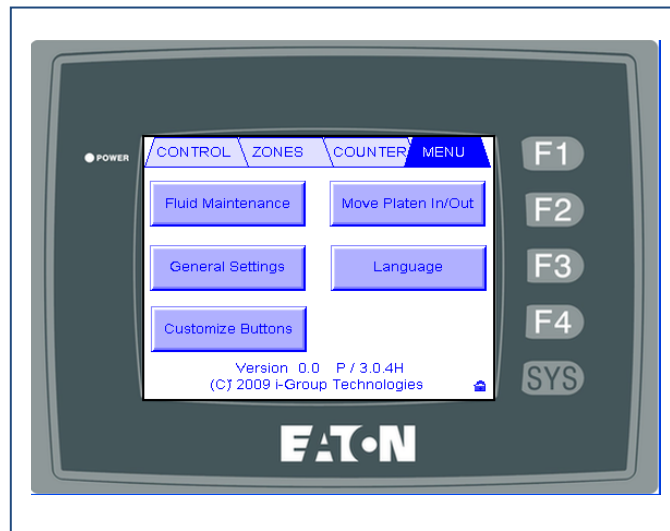 POWER
CONTROL ZONES COUNTER MENU
Fluid Maintenance Move Platen In/Out
General Settings Language
Customize Buttons
Version 0.0 P / 3.0.4H
(C) 2009 i-Group Technologies
F1
F2
F3
F4
SYS
EATON